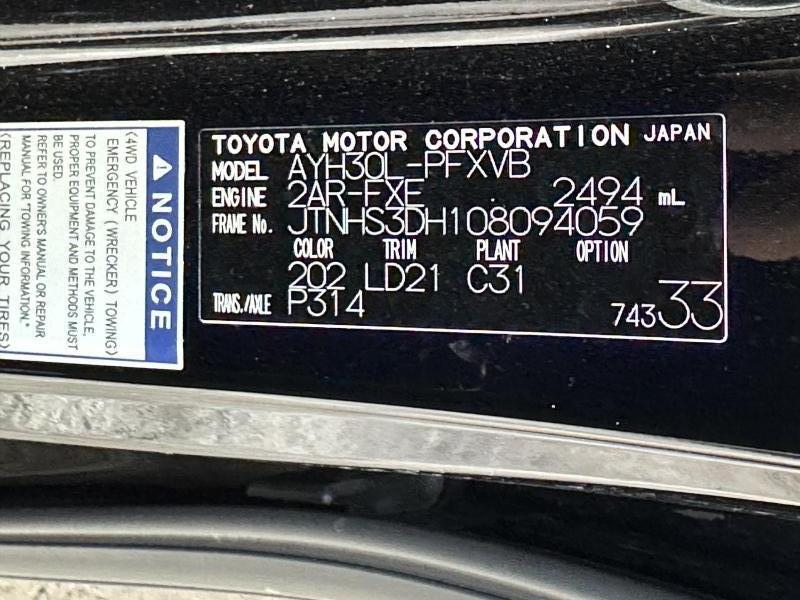 TOYOTA MOTOR CORPORATION JAPAN
MODEL AYH30L-PFXVB
ENGINE 2AR-FXE . 2494 mL
FRAME No. JTNHS3DH108094059
COLOR TRIM PLANT OPTION
202 LD21 C31
TRANS./AXLE P314
74333
⚠ NOTICE
(4WD VEHICLE
EMERGENCY (WRECKER) TOWING)
TO PREVENT DAMAGE TO THE VEHICLE,
PROPER EQUIPMENT AND METHODS MUST
BE USED.
REFER TO OWNER'S MANUAL OR REPAIR
MANUAL FOR "TOWING INFORMATION."
(REPLACING YOUR TIRES)